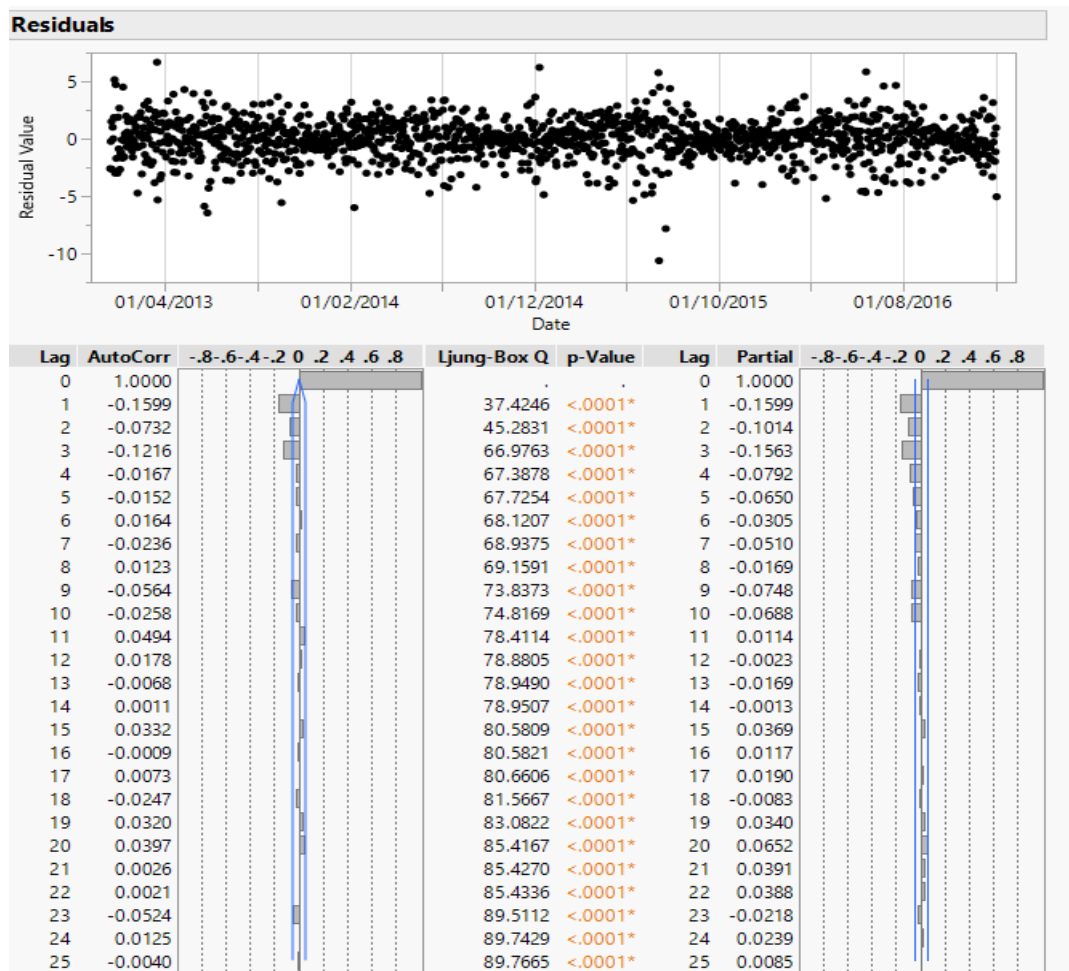 Residuals
5
0
-5
-10
Residual Value
01/04/2013 01/02/2014 01/12/2014 01/10/2015 01/08/2016
Date
Lag AutoCorr -.8-.6-.4-.2 0 .2 .4 .6 .8 Ljung-Box Q p-Value Lag Partial -.8-.6-.4-.2 0 .2 .4 .6 .8
0 1.0000 . . 0 1.0000
1 -0.1599 37.4246 <.0001* 1 -0.1599
2 -0.0732 45.2831 <.0001* 2 -0.1014
3 -0.1216 66.9763 <.0001* 3 -0.1563
4 -0.0167 67.3878 <.0001* 4 -0.0792
5 -0.0152 67.7254 <.0001* 5 -0.0650
6 0.0164 68.1207 <.0001* 6 -0.0305
7 -0.0236 68.9375 <.0001* 7 -0.0510
8 0.0123 69.1591 <.0001* 8 -0.0169
9 -0.0564 73.8373 <.0001* 9 -0.0748
10 -0.0258 74.8169 <.0001* 10 -0.0688
11 0.0494 78.4114 <.0001* 11 0.0114
12 0.0178 78.8805 <.0001* 12 -0.0023
13 -0.0068 78.9490 <.0001* 13 -0.0169
14 0.0011 78.9507 <.0001* 14 -0.0013
15 0.0332 80.5809 <.0001* 15 0.0369
16 -0.0009 80.5821 <.0001* 16 0.0117
17 0.0073 80.6606 <.0001* 17 0.0190
18 -0.0247 81.5667 <.0001* 18 -0.0083
19 0.0320 83.0822 <.0001* 19 0.0340
20 0.0397 85.4167 <.0001* 20 0.0652
21 0.0026 85.4270 <.0001* 21 0.0391
22 0.0021 85.4336 <.0001* 22 0.0388
23 -0.0524 89.5112 <.0001* 23 -0.0218
24 0.0125 89.7429 <.0001* 24 0.0239
25 -0.0040 89.7665 <.0001* 25 0.0085